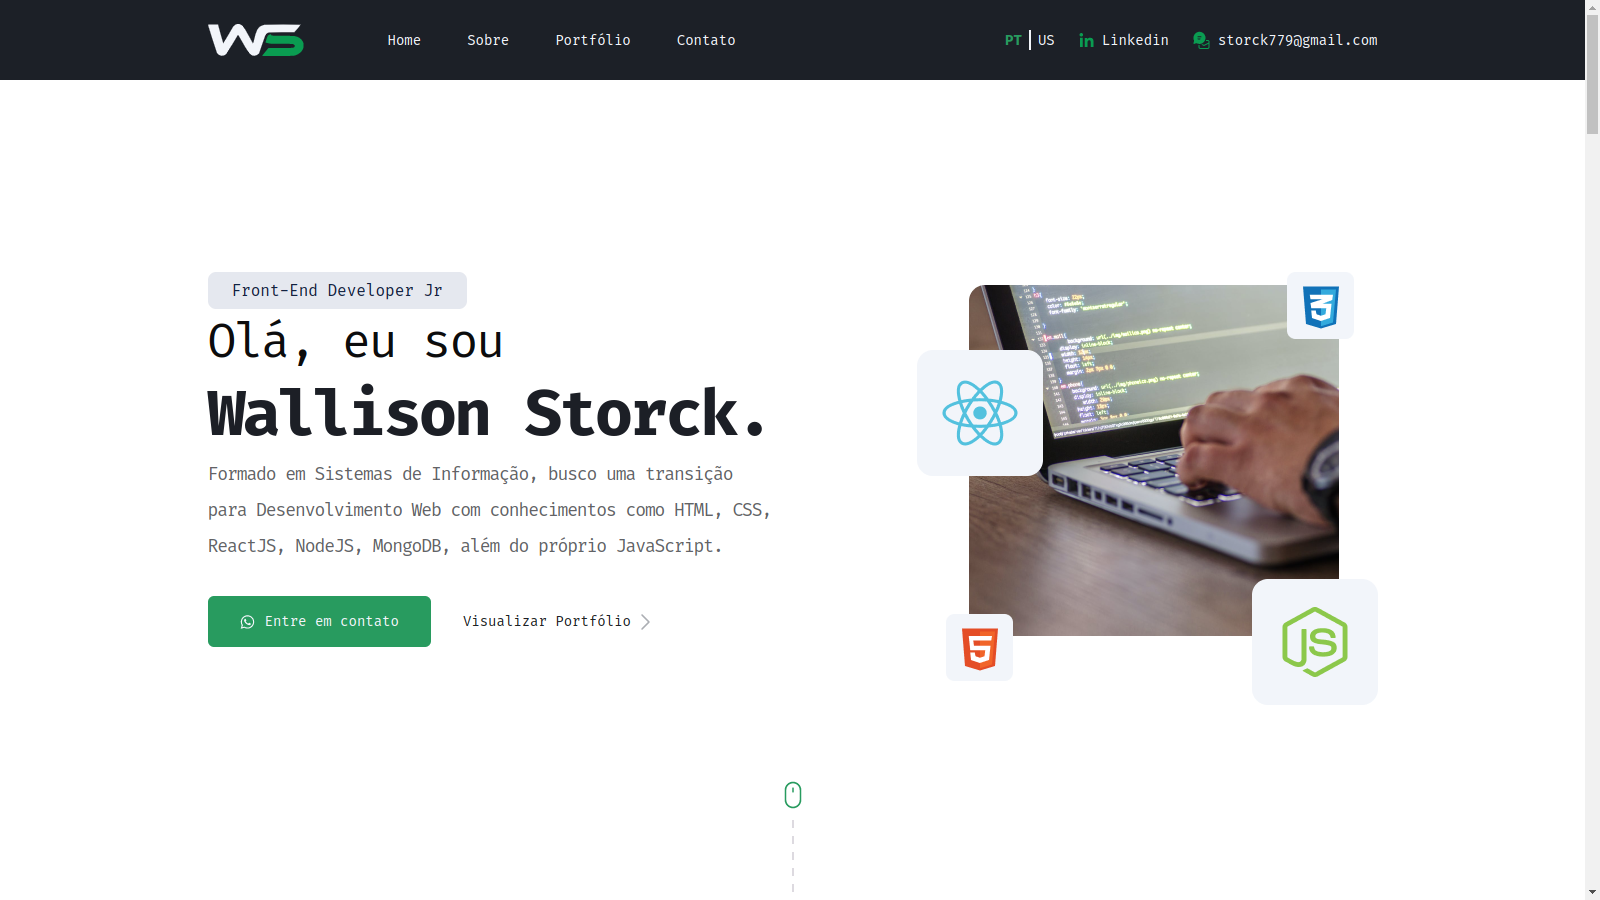 WS
Home
Sobre
Portfólio
Contato
PT
US
Linkedin
storck779@gmail.com
Front-End Developer Jr
Olá, eu sou
Wallison Storck.
Formado em Sistemas de Informação, busco uma transição
para Desenvolvimento Web com conhecimentos como HTML, CSS,
ReactJS, NodeJS, MongoDB, além do próprio JavaScript.
Entre em contato
Visualizar Portfólio
3
5
JS